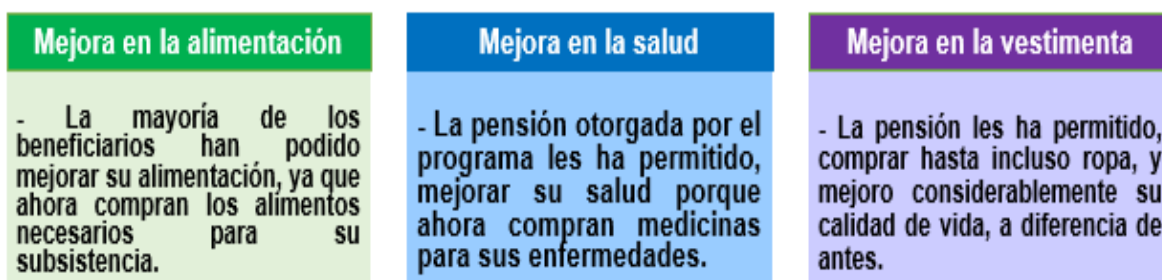 Mejora en la alimentación
- La mayoría de los
beneficiarios han podido
mejorar su alimentación, ya que
ahora compran los alimentos
necesarios para su
subsistencia.
Mejora en la salud
- La pensión otorgada por el
programa les ha permitido,
mejorar su salud porque
ahora compran medicinas
para sus enfermedades.
Mejora en la vestimenta
- La pensión les ha permitido,
comprar hasta incluso ropa, y
mejoro considerablemente su
calidad de vida, a diferencia de
antes.